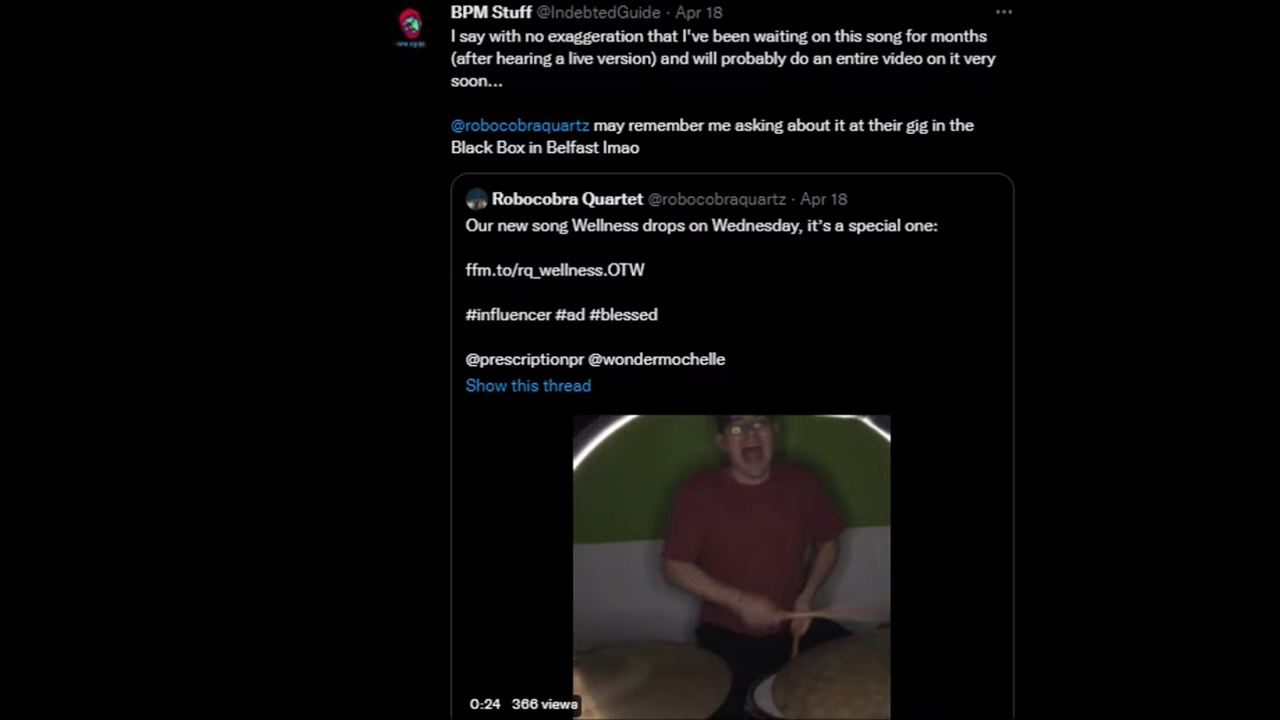 BPM Stuff @IndebtedGuide · Apr 18
I say with no exaggeration that I've been waiting on this song for months
(after hearing a live version) and will probably do an entire video on it very
soon...
@robocobraquartz may remember me asking about it at their gig in the
Black Box in Belfast lmao
Robocobra Quartet @robocobraquartz · Apr 18
Our new song Wellness drops on Wednesday, it's a special one:
ffm.to/rq_wellness.OTW
#influencer #ad #blessed
@prescriptionpr @wondermochelle
Show this thread
0:24 366 views